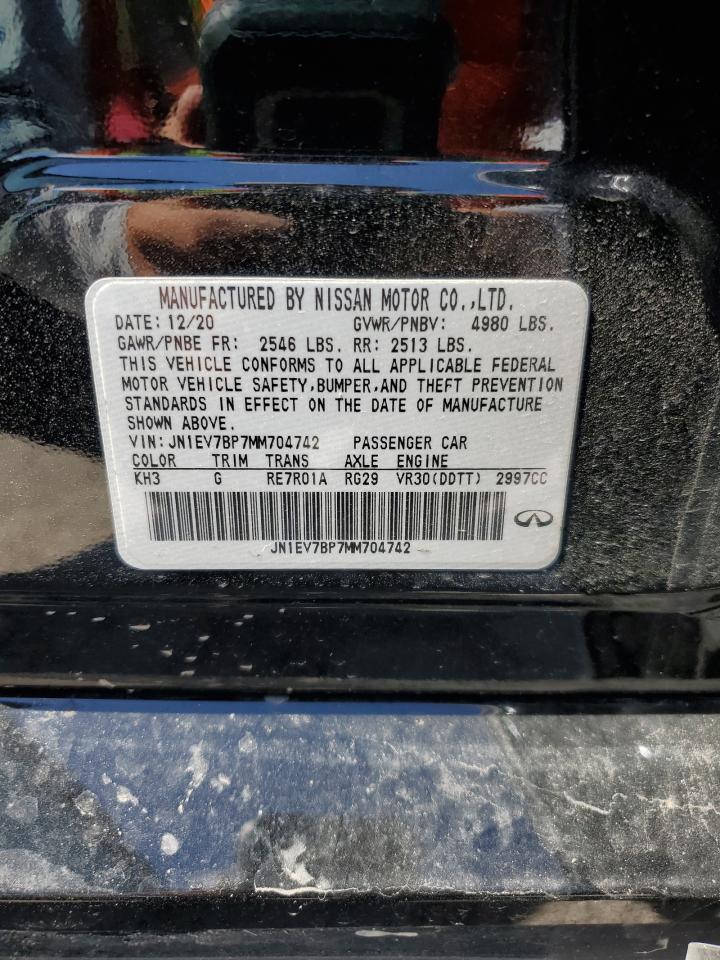 MANUFACTURED BY NISSAN MOTOR CO.,LTD.
DATE: 12/20 GVWR/PNBV: 4980 LBS.
GAWR/PNBE FR: 2546 LBS. RR: 2513 LBS.
THIS VEHICLE CONFORMS TO ALL APPLICABLE FEDERAL
MOTOR VEHICLE SAFETY,BUMPER,AND THEFT PREVENTION
STANDARDS IN EFFECT ON THE DATE OF MANUFACTURE
SHOWN ABOVE.
VIN: JN1EV7BP7MM704742 PASSENGER CAR
COLOR TRIM TRANS AXLE ENGINE
KH3 G RE7R01A RG29 VR30(DDTT) 2997CC
JN1EV7BP7MM704742